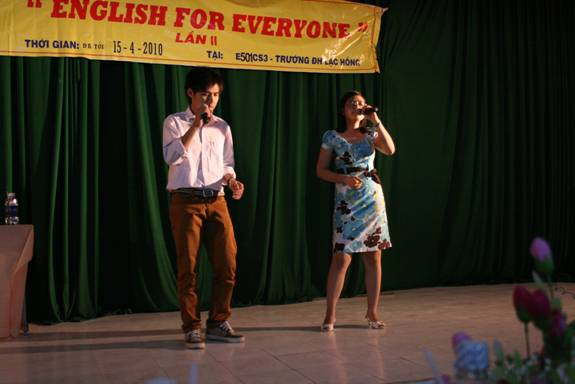 " ENGLISH FOR EVERYONE "
LẦN II
THỜI GIAN: 15-4-2010 TẠI: E501CS3 - TRƯỜNG ĐH LẠC HỒNG